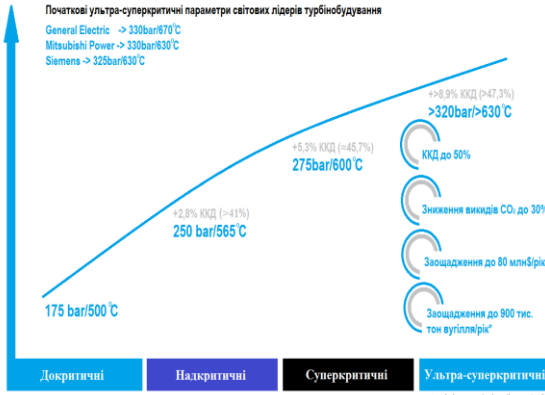 Початкові ультра-суперкритичні параметри світових лідерів турбінобудування
General Electric -> 330bar/670°C
Mitsubishi Power -> 330bar/630°C
Siemens -> 325bar/630°C
+>8,9% ККД (>47,3%)
>320bar/>630°C
+5,3% ККД (≈45,7%)
275bar/600°C
ККД до 50%
+2,8% ККД (>41%)
250 bar/565°C
Зниження викидів CO₂ до 30%
Заощадження до 80 млн$/рік
175 bar/500°C
Заощадження до 900 тис.
тон вугілля/рік*
Докритичні
Надкритичні
Суперкритичні
Ультра-суперкритичні